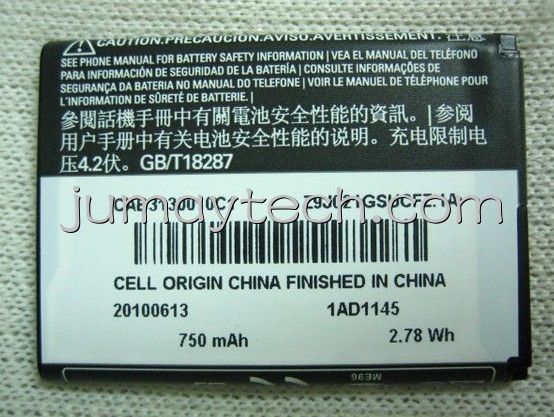 CAUTION.PRECAUCION.AVISO.AVERTISSEMENT.注意
SEE PHONE MANUAL FOR BATTERY SAFETY INFORMATION | VEA EL MANUAL DEL TELÉFONO
PARA INFORMACIÓN DE SEGURIDAD DE LA BATERÍA | CONSULTE INFORMAÇÕES DE
SEGURANÇA DA BATERIA NO MANUAL DO TELEFONE | VOIR LE MANUEL DE TÉLÉPHONE POUR
L'INFORMATION DE SÛRETÉ DE BATTERIE. |
參閱話機手冊中有關電池安全性能的資訊。|参阅
用户手册中有关电池安全性能的说明。充电限制电
压4.2伏。GB/T18287
jumaytech.com
CELL ORIGIN CHINA FINISHED IN CHINA
20100613 1AD1145
750 mAh 2.78 Wh
ME96